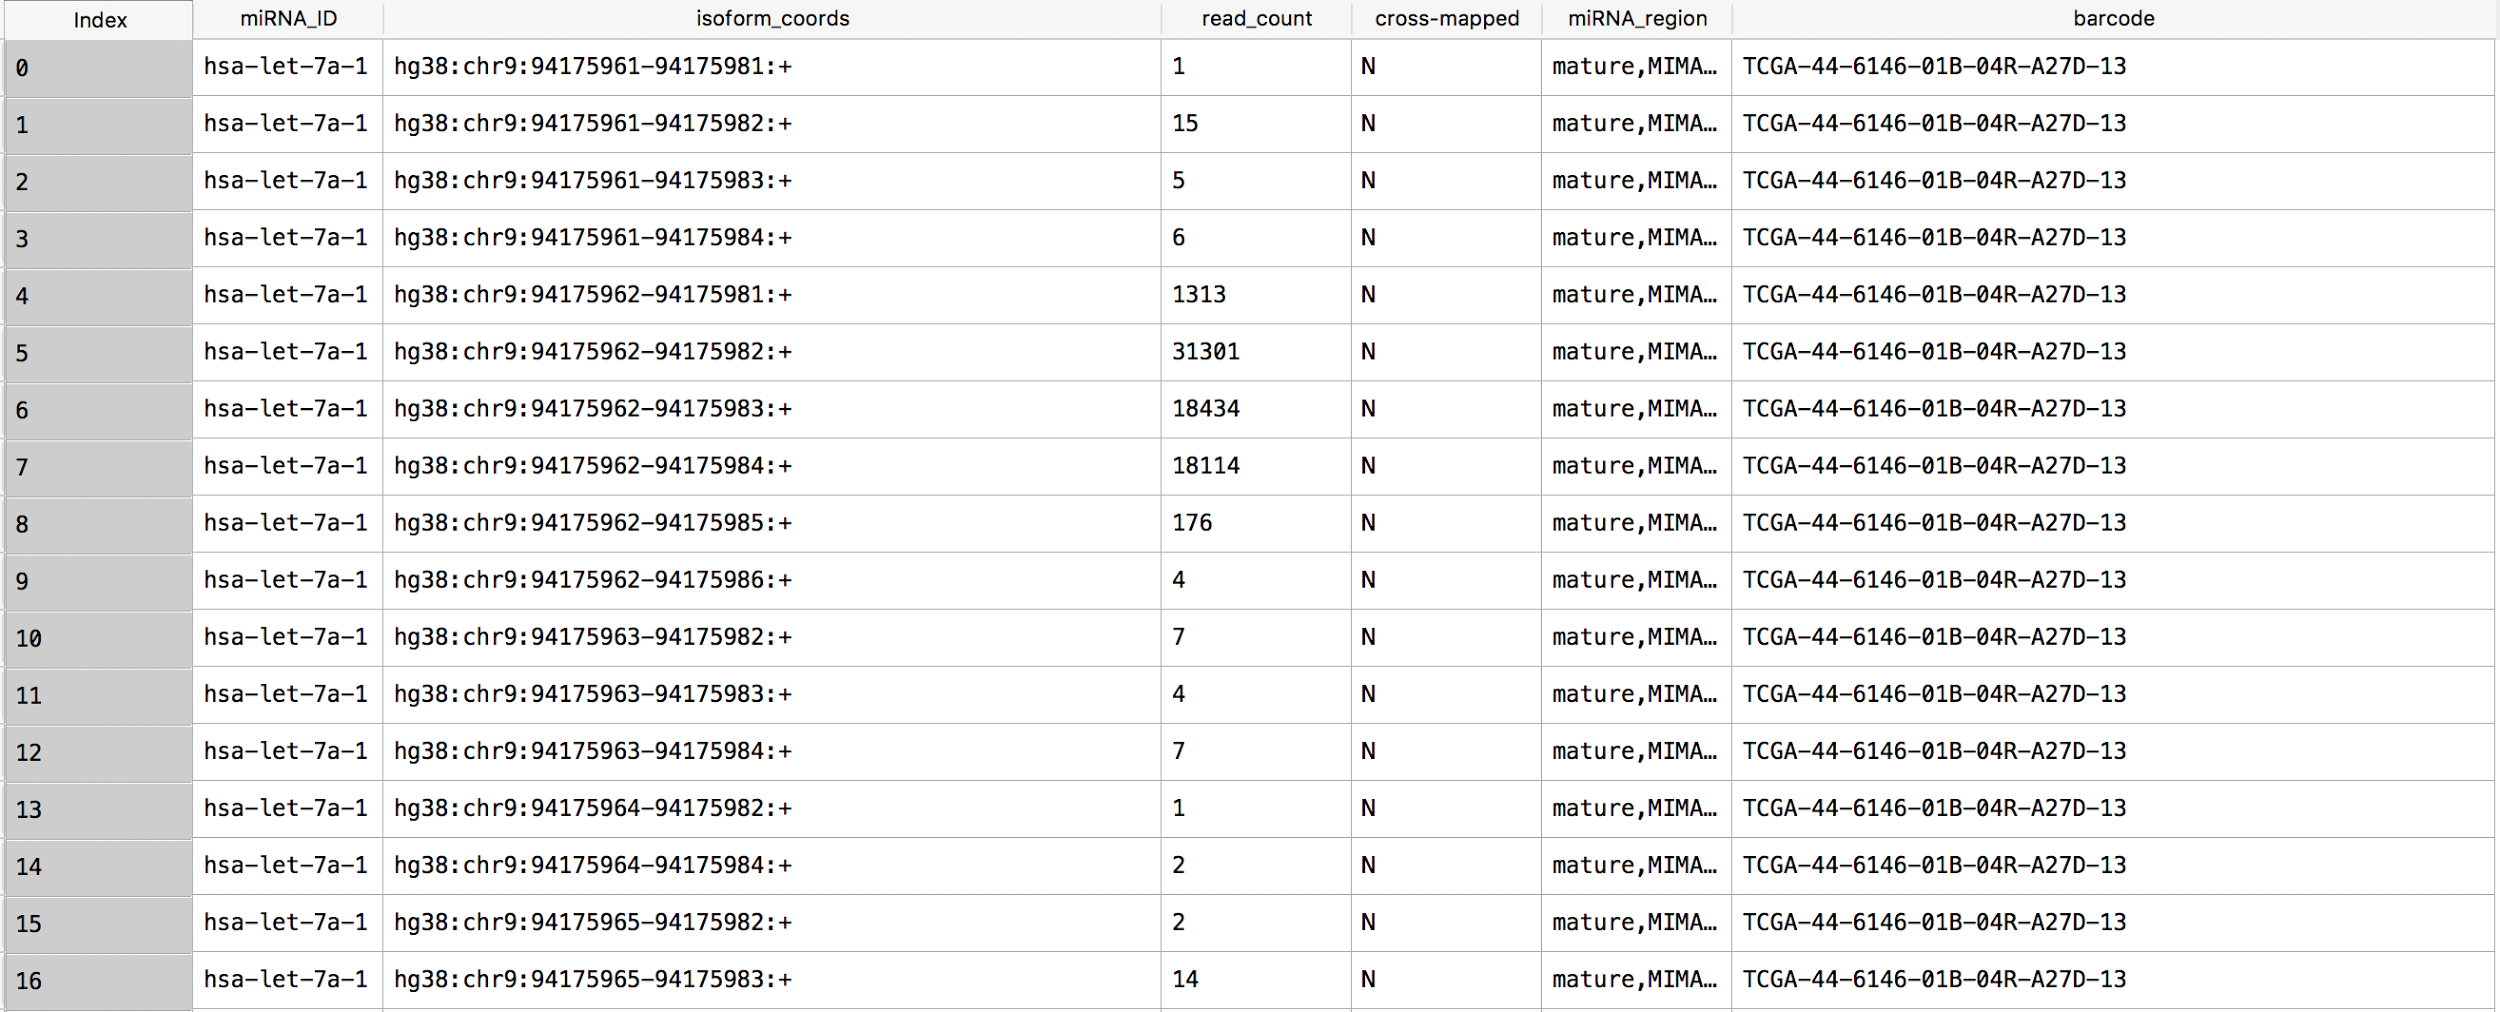 Index miRNA_ID isoform_coords read_count cross-mapped miRNA_region barcode
0 hsa-let-7a-1 hg38:chr9:94175961-94175981:+ 1 N mature,MIMA… TCGA-44-6146-01B-04R-A27D-13
1 hsa-let-7a-1 hg38:chr9:94175961-94175982:+ 15 N mature,MIMA… TCGA-44-6146-01B-04R-A27D-13
2 hsa-let-7a-1 hg38:chr9:94175961-94175983:+ 5 N mature,MIMA… TCGA-44-6146-01B-04R-A27D-13
3 hsa-let-7a-1 hg38:chr9:94175961-94175984:+ 6 N mature,MIMA… TCGA-44-6146-01B-04R-A27D-13
4 hsa-let-7a-1 hg38:chr9:94175962-94175981:+ 1313 N mature,MIMA… TCGA-44-6146-01B-04R-A27D-13
5 hsa-let-7a-1 hg38:chr9:94175962-94175982:+ 31301 N mature,MIMA… TCGA-44-6146-01B-04R-A27D-13
6 hsa-let-7a-1 hg38:chr9:94175962-94175983:+ 18434 N mature,MIMA… TCGA-44-6146-01B-04R-A27D-13
7 hsa-let-7a-1 hg38:chr9:94175962-94175984:+ 18114 N mature,MIMA… TCGA-44-6146-01B-04R-A27D-13
8 hsa-let-7a-1 hg38:chr9:94175962-94175985:+ 176 N mature,MIMA… TCGA-44-6146-01B-04R-A27D-13
9 hsa-let-7a-1 hg38:chr9:94175962-94175986:+ 4 N mature,MIMA… TCGA-44-6146-01B-04R-A27D-13
10 hsa-let-7a-1 hg38:chr9:94175963-94175982:+ 7 N mature,MIMA… TCGA-44-6146-01B-04R-A27D-13
11 hsa-let-7a-1 hg38:chr9:94175963-94175983:+ 4 N mature,MIMA… TCGA-44-6146-01B-04R-A27D-13
12 hsa-let-7a-1 hg38:chr9:94175963-94175984:+ 7 N mature,MIMA… TCGA-44-6146-01B-04R-A27D-13
13 hsa-let-7a-1 hg38:chr9:94175964-94175982:+ 1 N mature,MIMA… TCGA-44-6146-01B-04R-A27D-13
14 hsa-let-7a-1 hg38:chr9:94175964-94175984:+ 2 N mature,MIMA… TCGA-44-6146-01B-04R-A27D-13
15 hsa-let-7a-1 hg38:chr9:94175965-94175982:+ 2 N mature,MIMA… TCGA-44-6146-01B-04R-A27D-13
16 hsa-let-7a-1 hg38:chr9:94175965-94175983:+ 14 N mature,MIMA… TCGA-44-6146-01B-04R-A27D-13